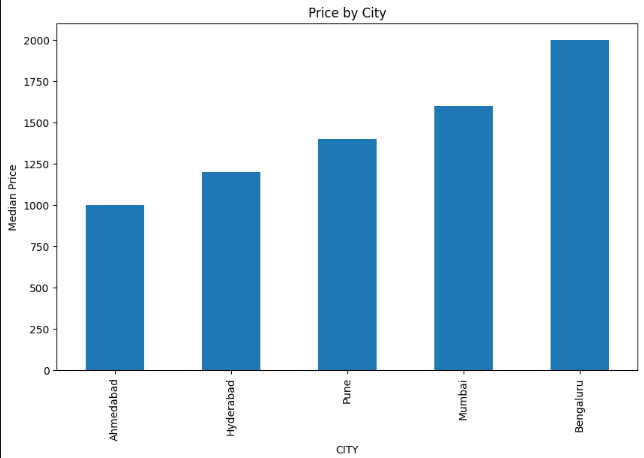 Price by City
Median Price
2000
1750
1500
1250
1000
750
500
250
0
Ahmedabad
Hyderabad
Pune
Mumbai
Bengaluru
CITY